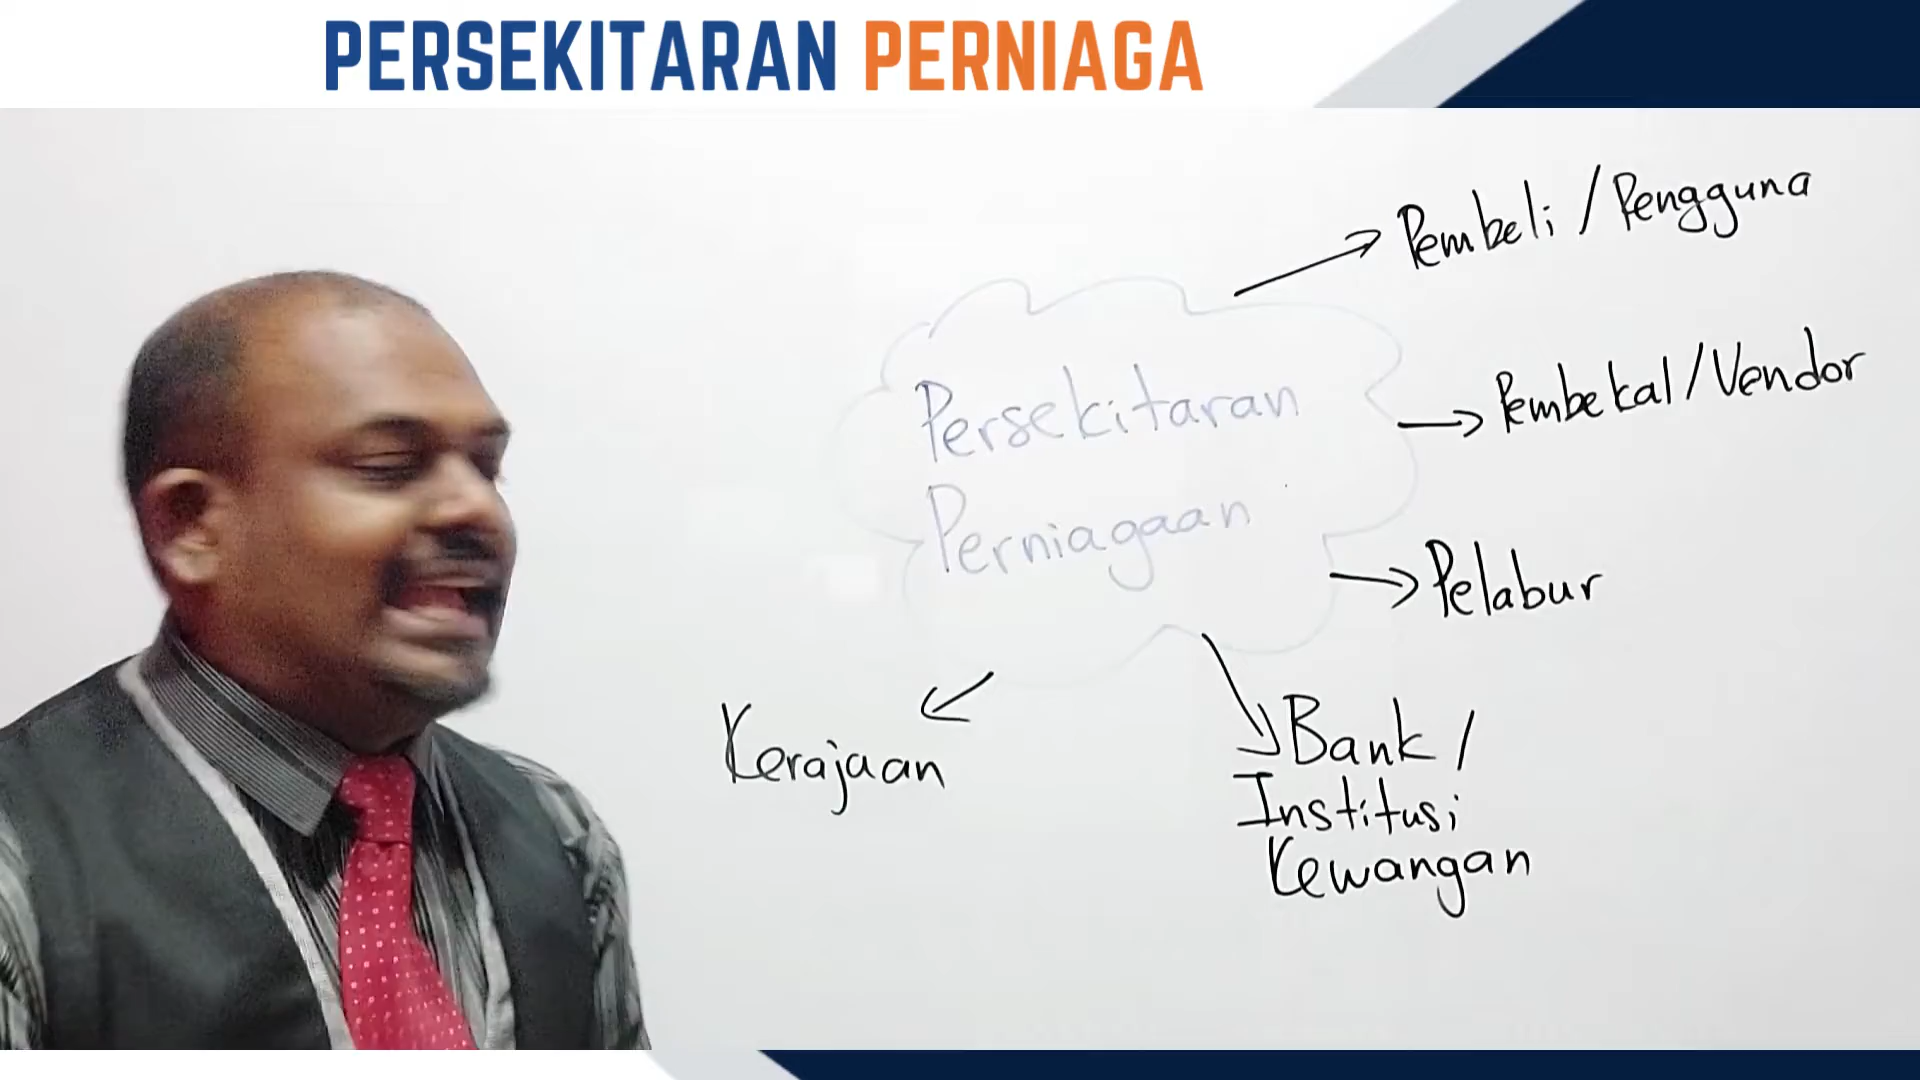 PERSEKITARAN PERNIAGA
Pembeli / Pengguna
Persekitaran
Perniagaan
Pembekal/Vendor
Pelabur
Kerajaan
Bank /
Institusi
Kewangan